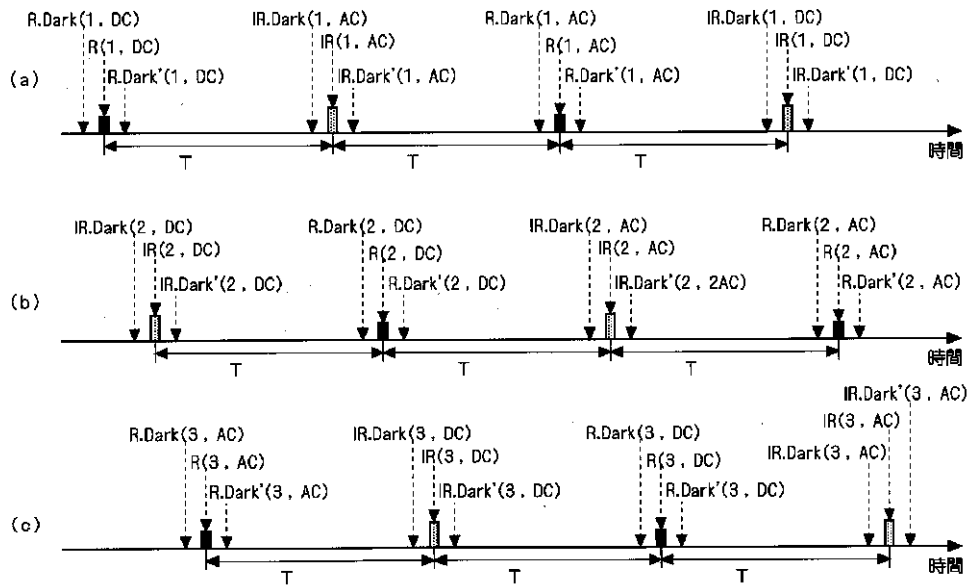 R.Dark(1, DC)
R(1, DC)
R.Dark'(1, DC)
IR.Dark(1, AC)
IR(1, AC)
IR.Dark'(1, AC)
R.Dark(1, AC)
R(1, AC)
R.Dark'(1, AC)
IR.Dark(1, DC)
IR(1, DC)
IR.Dark'(1, DC)
(a)
T
T
T
時間
IR.Dark(2, DC)
IR(2, DC)
IR.Dark'(2, DC)
R.Dark(2, DC)
R(2, DC)
R.Dark'(2, DC)
IR.Dark(2, AC)
IR(2, AC)
IR.Dark'(2, 2AC)
R.Dark(2, AC)
R(2, AC)
R.Dark'(2, AC)
(b)
T
T
T
時間
R.Dark(3, AC)
R(3, AC)
R.Dark'(3, AC)
IR.Dark(3, DC)
IR(3, DC)
IR.Dark'(3, DC)
R.Dark(3, DC)
R(3, DC)
R.Dark'(3, DC)
IR.Dark'(3, AC)
IR(3, AC)
IR.Dark(3, AC)
(c)
T
T
T
時間